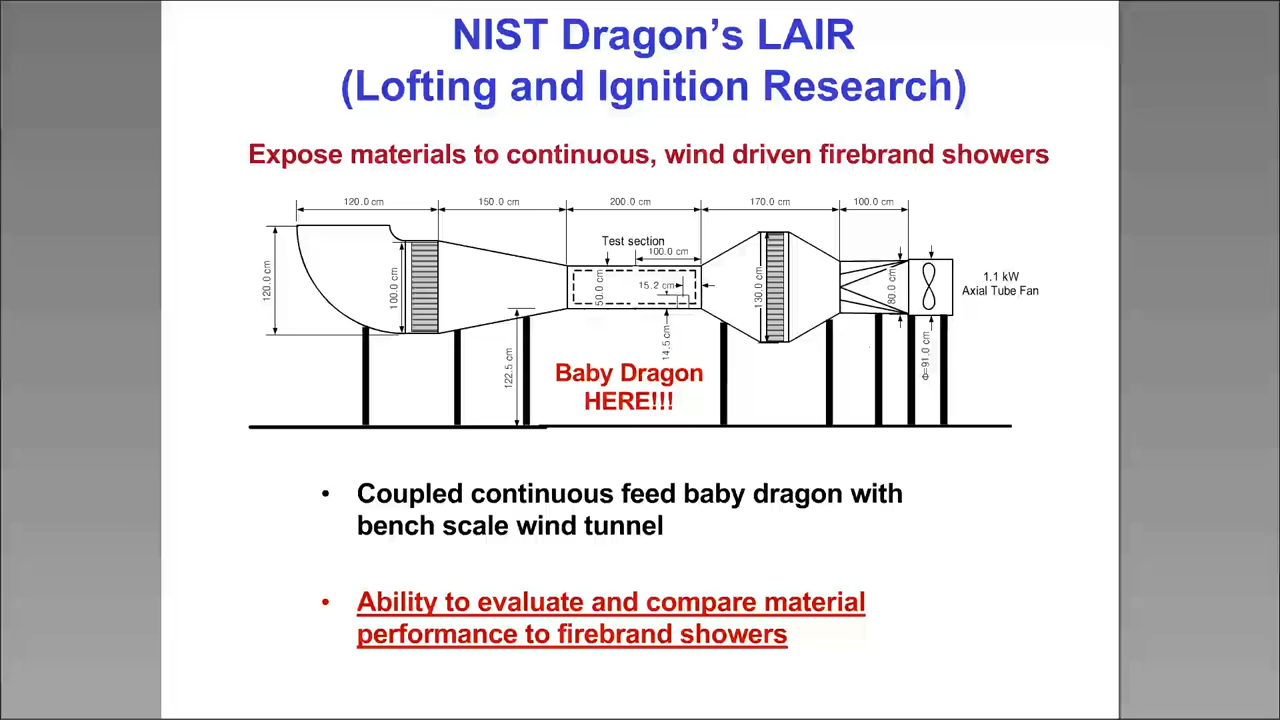 NIST Dragon’s LAIR
(Lofting and Ignition Research)
Expose materials to continuous, wind driven firebrand showers
120.0 cm
150.0 cm
200.0 cm
170.0 cm
100.0 cm
Test section
100.0 cm
120.0 cm
100.0 cm
50.0 cm
15.2 cm
130.0 cm
80.0 cm
1.1 kW
Axial Tube Fan
14.5 cm
122.5 cm
Φ=91.0 cm
Baby Dragon
HERE!!!
• Coupled continuous feed baby dragon with
bench scale wind tunnel
• Ability to evaluate and compare material
performance to firebrand showers